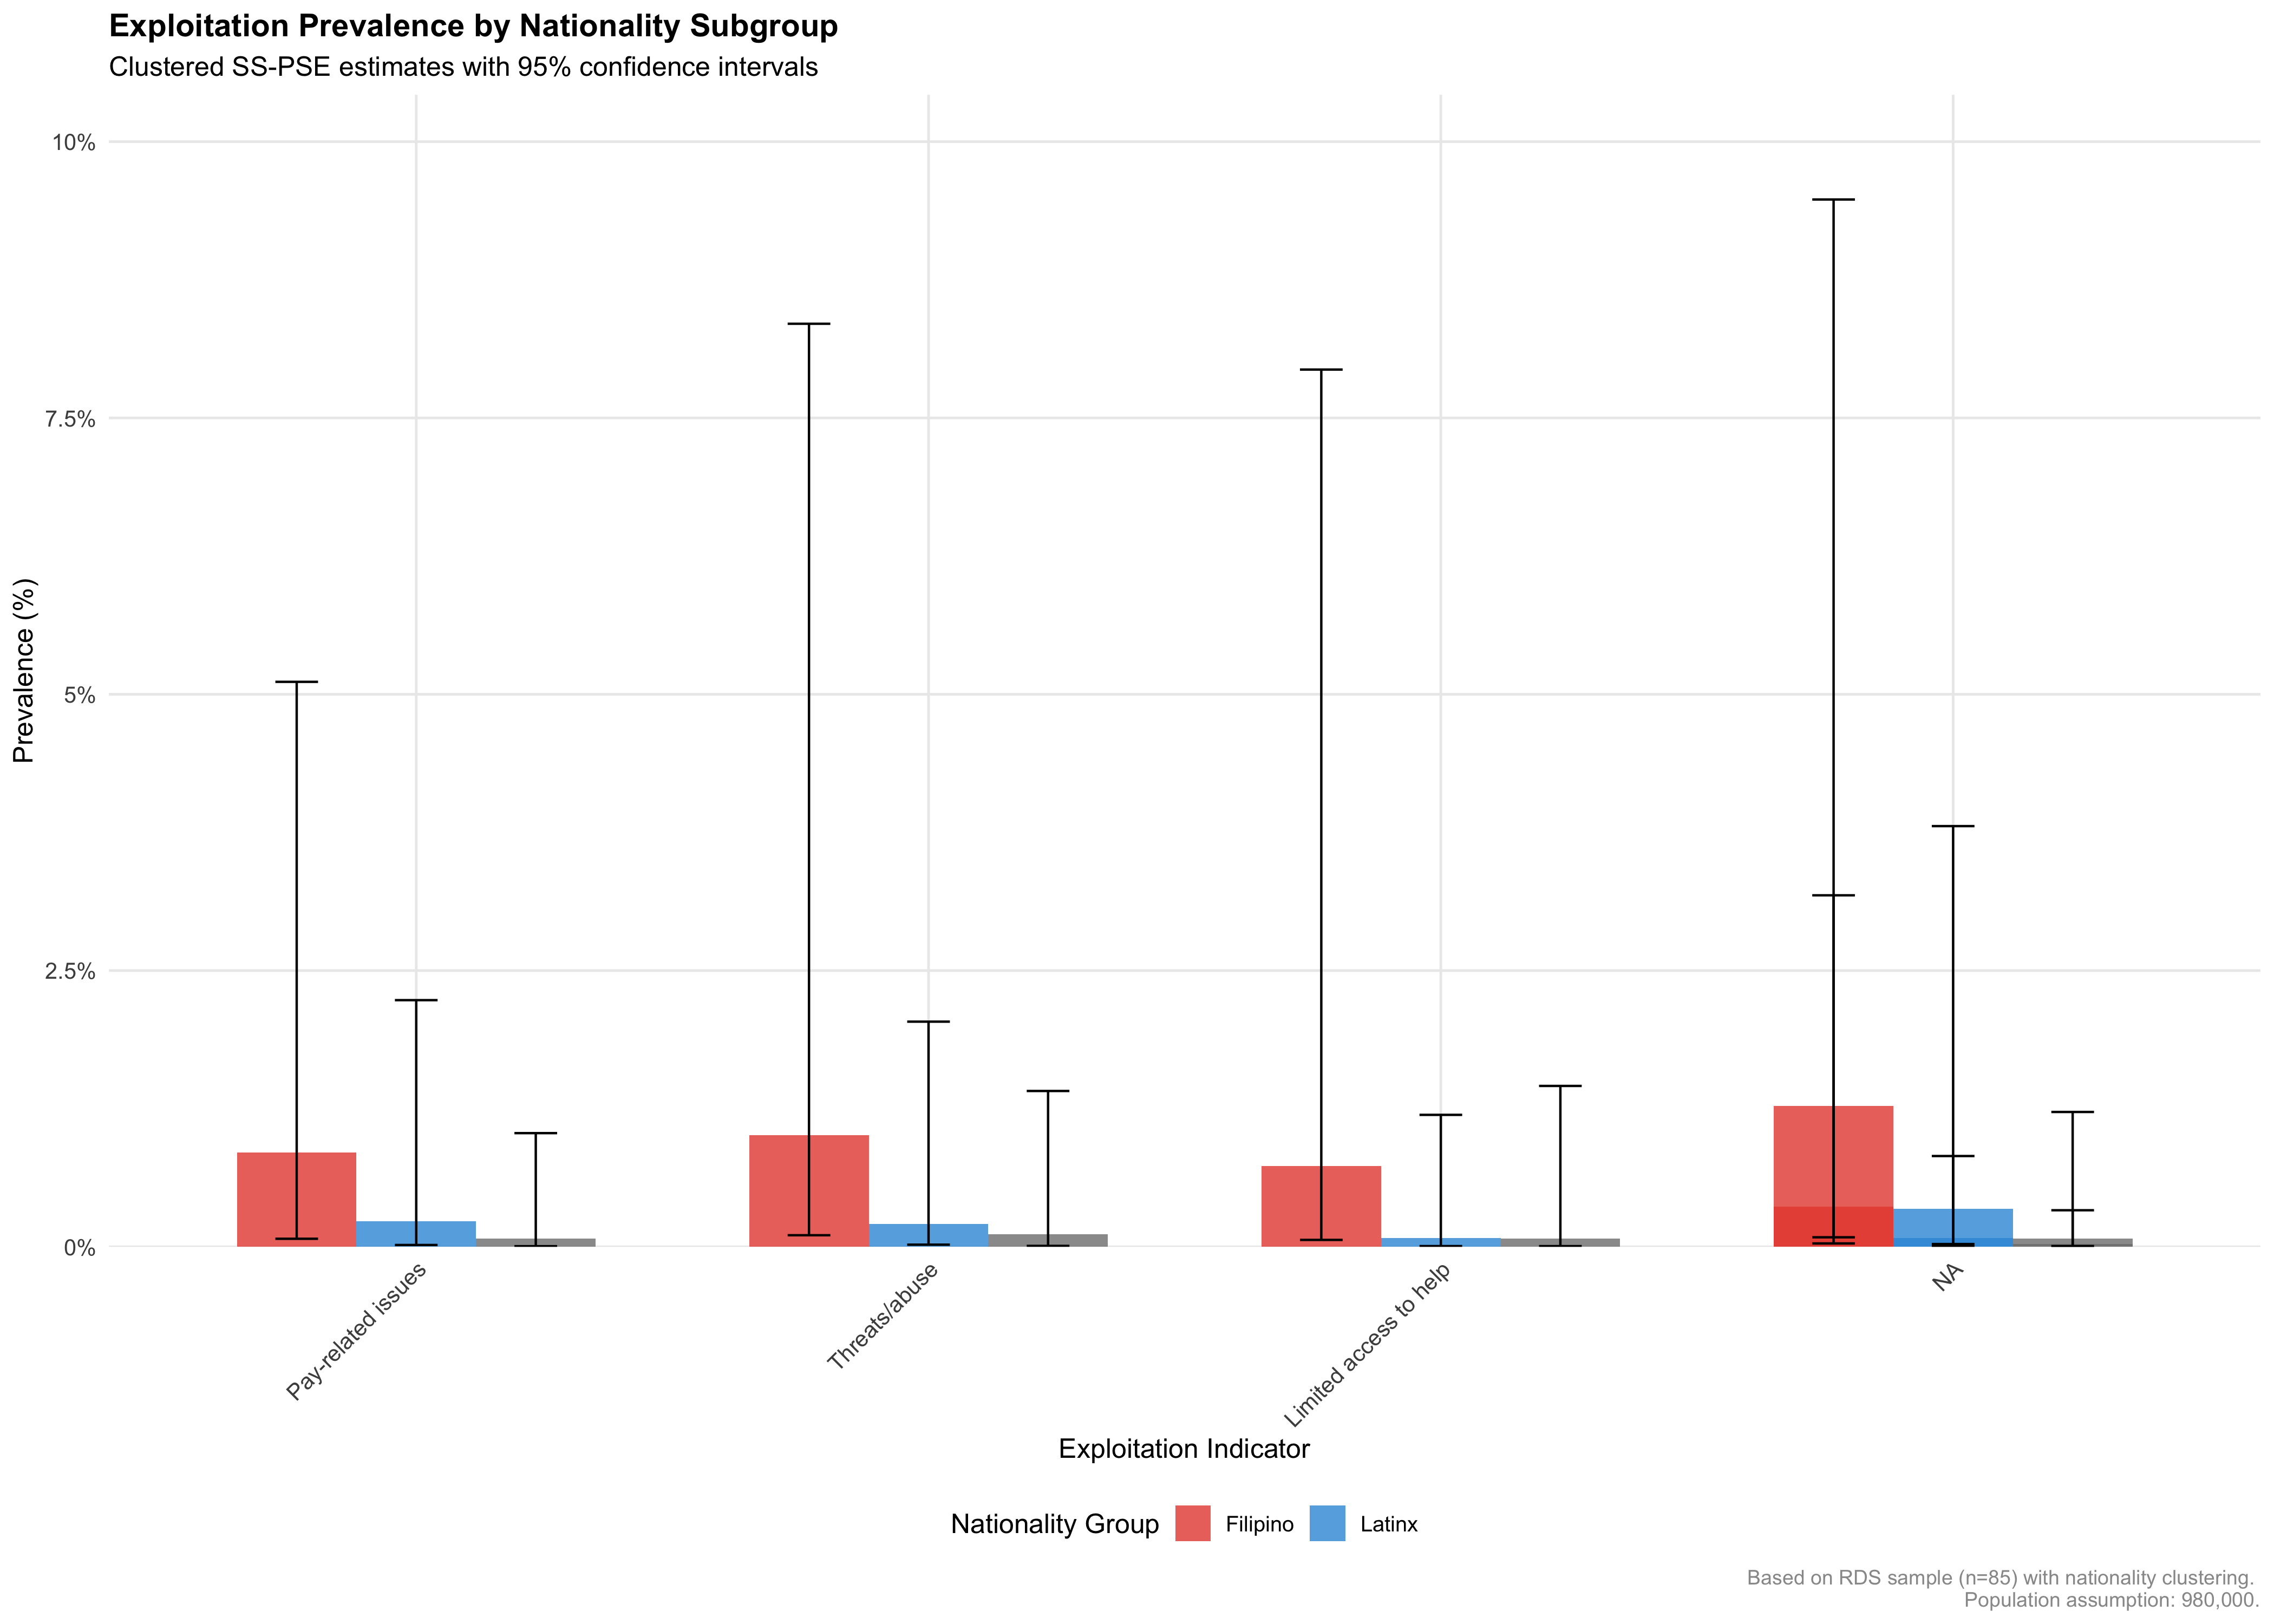 Exploitation Prevalence by Nationality Subgroup
Clustered SS-PSE estimates with 95% confidence intervals
Prevalence (%)
10%
7.5%
5%
2.5%
0%
Pay-related issues
Threats/abuse
Limited access to help
NA
Exploitation Indicator
Nationality Group
Filipino
Latinx
Based on RDS sample (n=85) with nationality clustering.
Population assumption: 980,000.